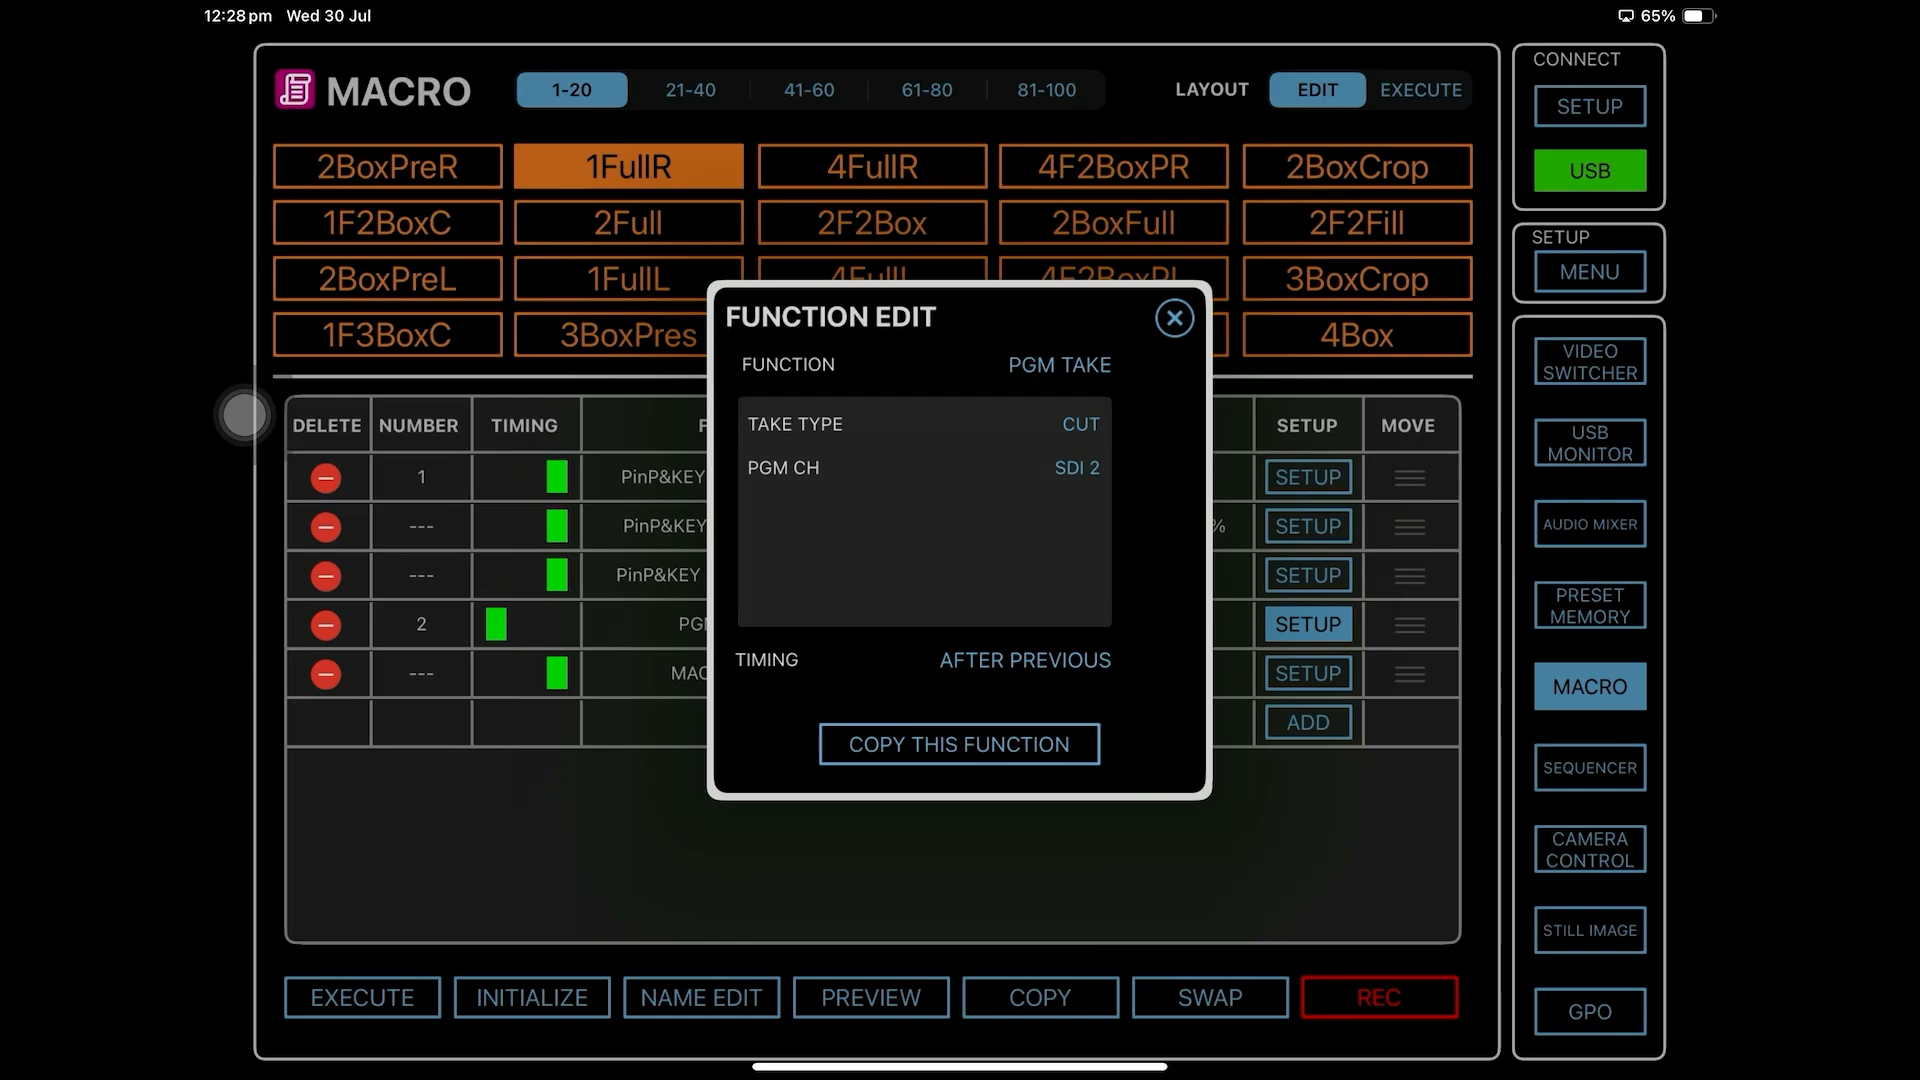 12:28 pm Wed 30 Jul
65%
MACRO
1-20 21-40 41-60 61-80 81-100
LAYOUT EDIT EXECUTE
2BoxPreR 1FullR 4FullR 4F2BoxPR 2BoxCrop
1F2BoxC 2Full 2F2Box 2BoxFull 2F2Fill
2BoxPreL 1FullL 4FullL 4F2BoxPL 3BoxCrop
1F3BoxC 3BoxPres 4Box
FUNCTION EDIT
FUNCTION PGM TAKE
TAKE TYPE CUT
PGM CH SDI 2
TIMING AFTER PREVIOUS
COPY THIS FUNCTION
DELETE NUMBER TIMING F SETUP MOVE
1 PinP&KEY SETUP
--- PinP&KEY % SETUP
--- PinP&KEY SETUP
2 PG SETUP
--- MAC SETUP
ADD
EXECUTE INITIALIZE NAME EDIT PREVIEW COPY SWAP REC
CONNECT
SETUP
USB
SETUP
MENU
VIDEO
SWITCHER
USB
MONITOR
AUDIO MIXER
PRESET
MEMORY
MACRO
SEQUENCER
CAMERA
CONTROL
STILL IMAGE
GPO